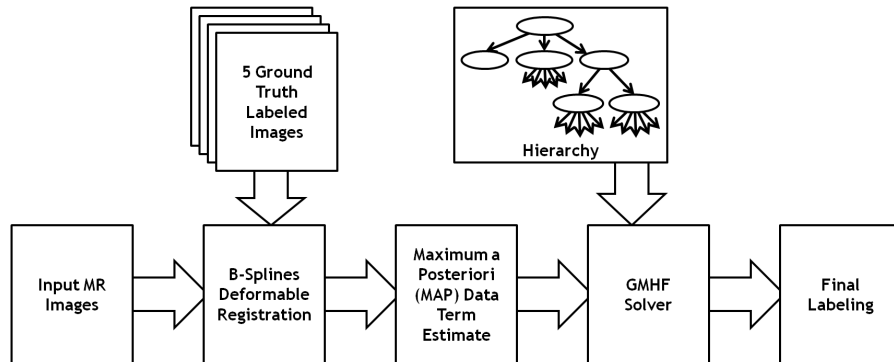 5 Ground
Truth
Labeled
Images
Hierarchy
Input MR
Images
B-Splines
Deformable
Registration
Maximum a
Posteriori
(MAP) Data
Term
Estimate
GMHF
Solver
Final
Labeling